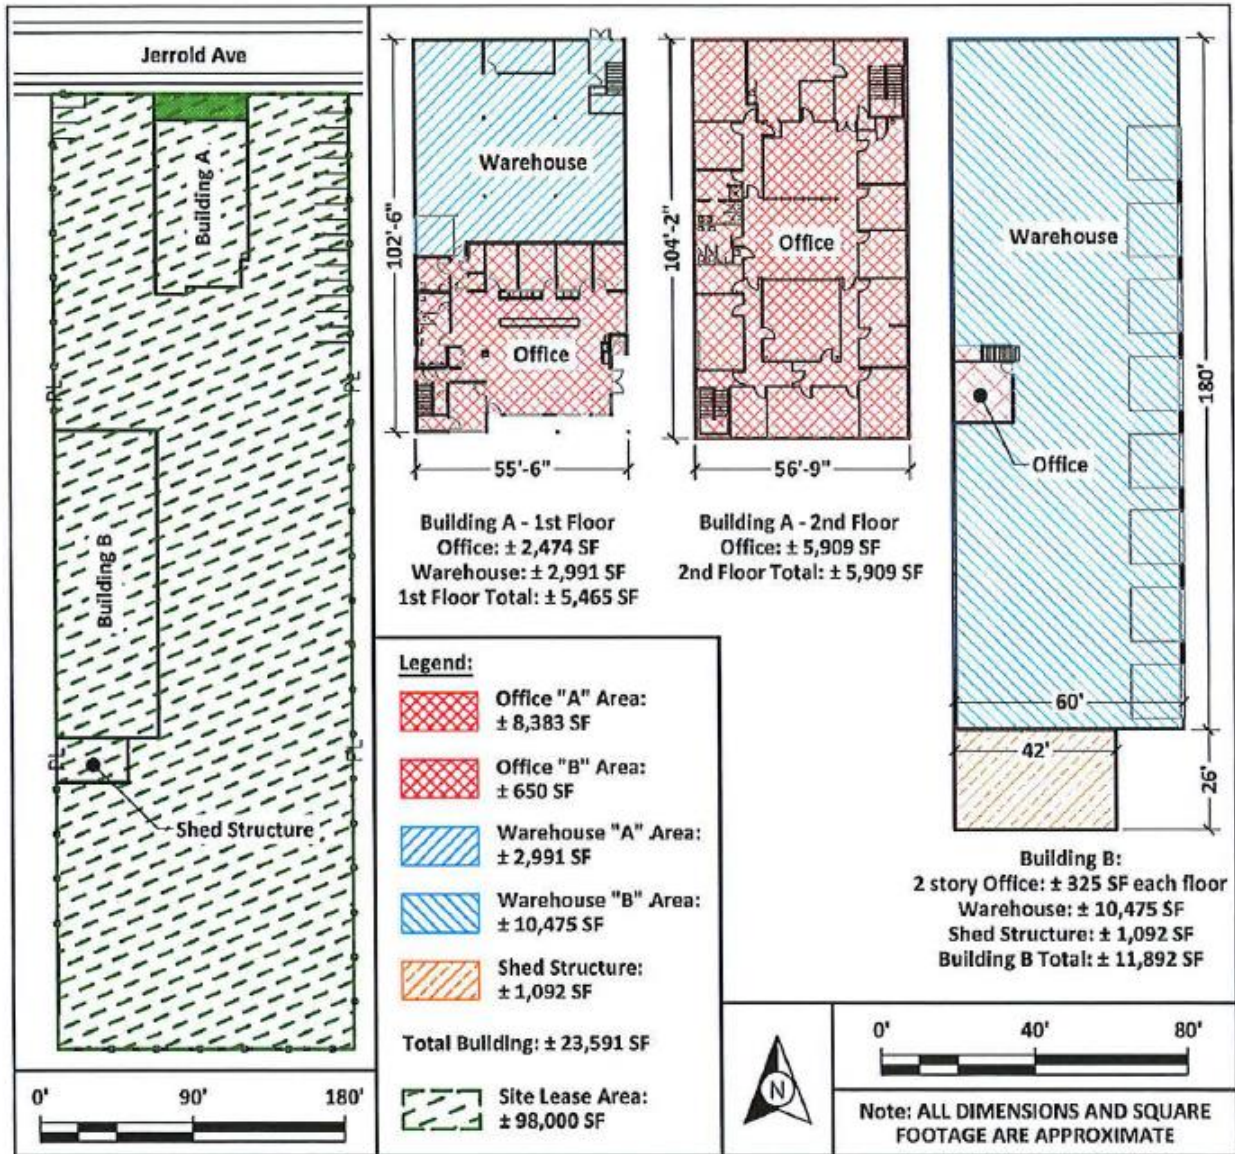 Jerrold Ave
Building A
Building B
Shed Structure
PL
PL
PL
PL
0' 90' 180'
Warehouse
Office
102'-6"
55'-6"
Building A - 1st Floor
Office: ± 2,474 SF
Warehouse: ± 2,991 SF
1st Floor Total: ± 5,465 SF
Office
104'-2"
56'-9"
Building A - 2nd Floor
Office: ± 5,909 SF
2nd Floor Total: ± 5,909 SF
Warehouse
Office
180'
60'
42'
26'
Building B:
2 story Office: ± 325 SF each floor
Warehouse: ± 10,475 SF
Shed Structure: ± 1,092 SF
Building B Total: ± 11,892 SF
Legend:
Office "A" Area:
± 8,383 SF
Office "B" Area:
± 650 SF
Warehouse "A" Area:
± 2,991 SF
Warehouse "B" Area:
± 10,475 SF
Shed Structure:
± 1,092 SF
Total Building: ± 23,591 SF
Site Lease Area:
± 98,000 SF
N
0' 40' 80'
Note: ALL DIMENSIONS AND SQUARE
FOOTAGE ARE APPROXIMATE